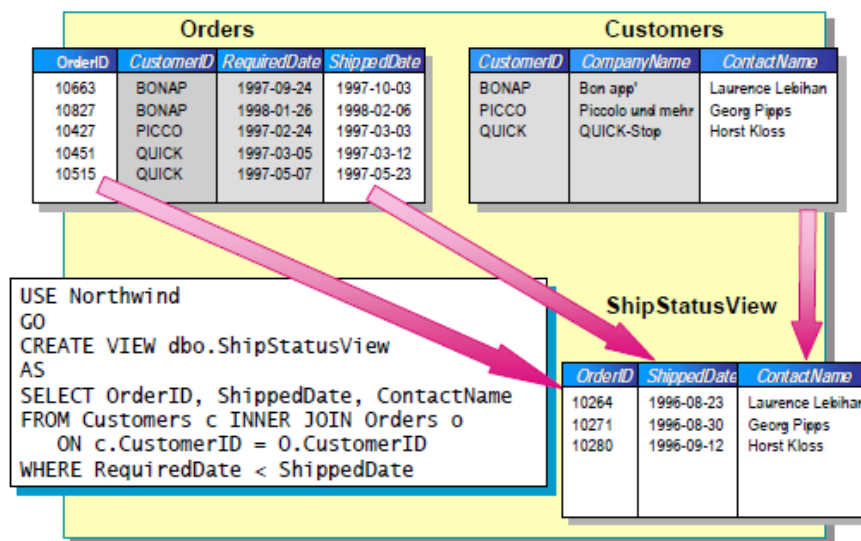 Orders
OrderID CustomerID RequiredDate ShippedDate
10663 BONAP 1997-09-24 1997-10-03
10827 BONAP 1998-01-26 1998-02-06
10427 PICCO 1997-02-24 1997-03-03
10451 QUICK 1997-03-05 1997-03-12
10515 QUICK 1997-05-07 1997-05-23
Customers
CustomerID CompanyName ContactName
BONAP Bon app' Laurence Lebihan
PICCO Piccolo und mehr Georg Pipps
QUICK QUICK-Stop Horst Kloss
USE Northwind
GO
CREATE VIEW dbo.ShipStatusView
AS
SELECT OrderID, ShippedDate, ContactName
FROM Customers c INNER JOIN Orders o
ON c.CustomerID = O.CustomerID
WHERE RequiredDate < ShippedDate
ShipStatusView
OrderID ShippedDate ContactName
10264 1996-08-23 Laurence Lebihan
10271 1996-08-30 Georg Pipps
10280 1996-09-12 Horst Kloss